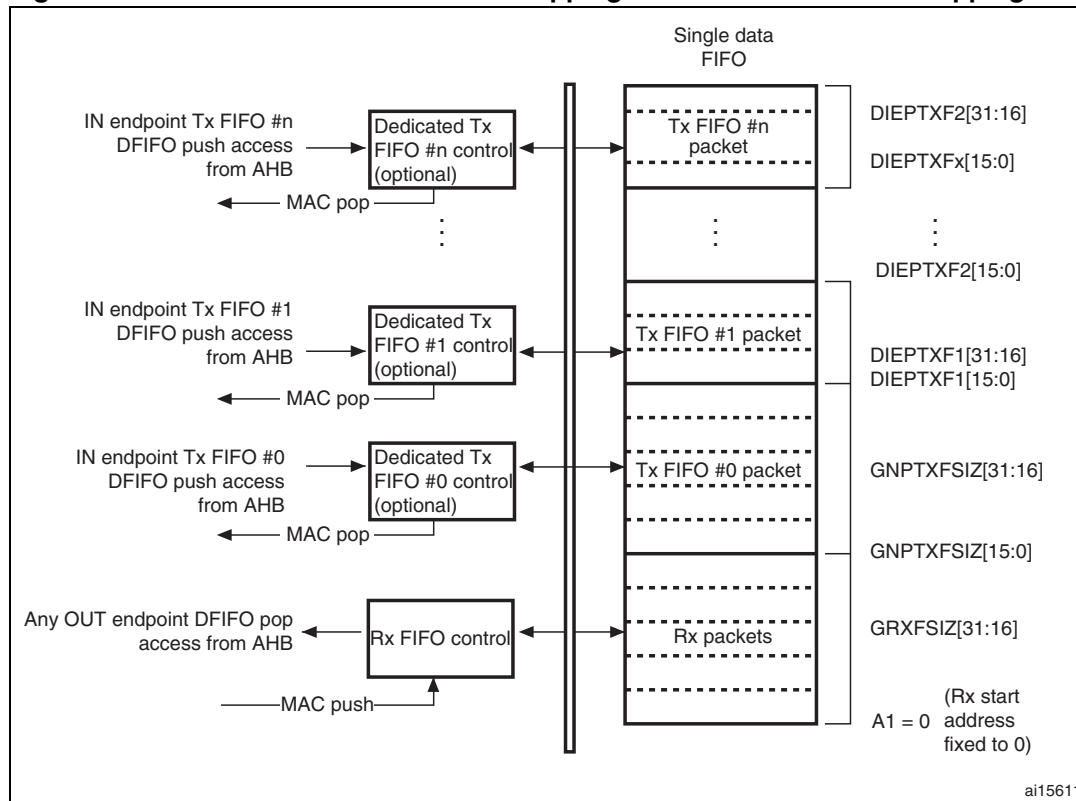 Single data
FIFO
IN endpoint Tx FIFO #n
DFIFO push access
from AHB
Dedicated Tx
FIFO #n control
(optional)
MAC pop
Tx FIFO #n
packet
DIEPTXF2[31:16]
DIEPTXFx[15:0]
DIEPTXF2[15:0]
IN endpoint Tx FIFO #1
DFIFO push access
from AHB
Dedicated Tx
FIFO #1 control
(optional)
MAC pop
Tx FIFO #1 packet
DIEPTXF1[31:16]
DIEPTXF1[15:0]
IN endpoint Tx FIFO #0
DFIFO push access
from AHB
Dedicated Tx
FIFO #0 control
(optional)
MAC pop
Tx FIFO #0 packet
GNPTXFSIZ[31:16]
GNPTXFSIZ[15:0]
Any OUT endpoint DFIFO pop
access from AHB
Rx FIFO control
MAC push
Rx packets
GRXFSIZ[31:16]
A1 = 0
(Rx start
address
fixed to 0)
ai15611